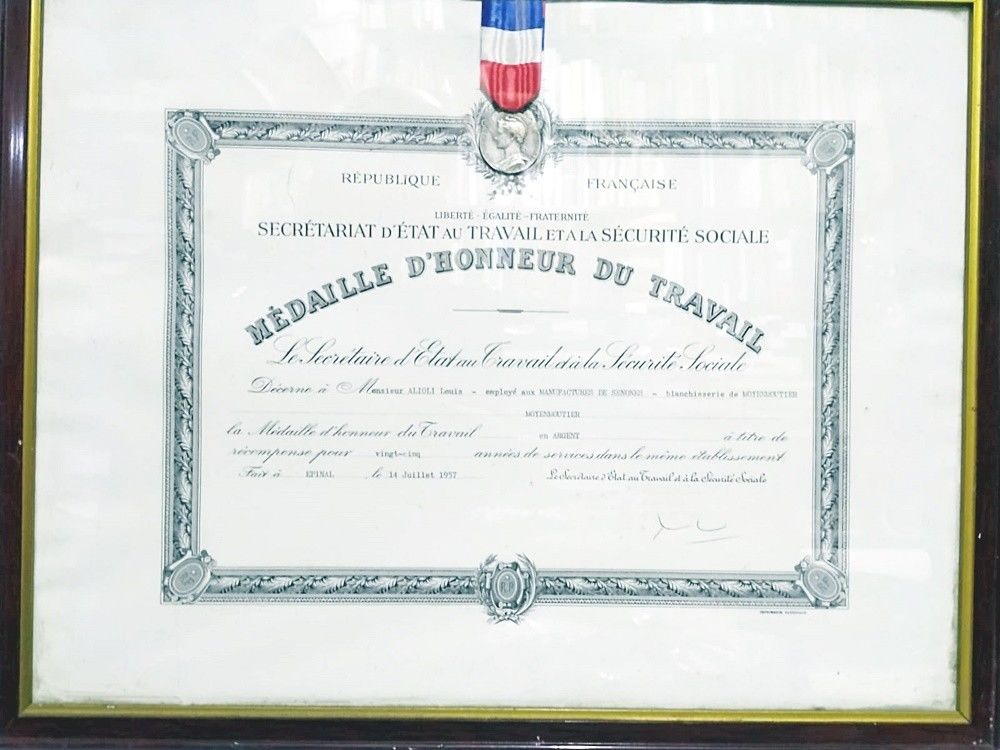 RÉPUBLIQUE FRANÇAISE
LIBERTÉ - ÉGALITÉ - FRATERNITÉ
SECRÉTARIAT D'ÉTAT AU TRAVAIL ET A LA SÉCURITÉ SOCIALE
MÉDAILLE D'HONNEUR DU TRAVAIL
Le Secrétaire d'Etat au Travail et à la Sécurité Sociale
Décerne à Monsieur ALIOLI Louis - employé aux MANUFACTURES DE SENONES - blanchisserie de MOYENMOUTIER
MOYENMOUTIER
la Médaille d'honneur du Travail en ARGENT à titre de
récompense pour vingt-cinq années de services dans le même établissement
Fait à EPINAL, le 14 Juillet 1957 Le Secrétaire d'Etat au Travail et à la Sécurité Sociale